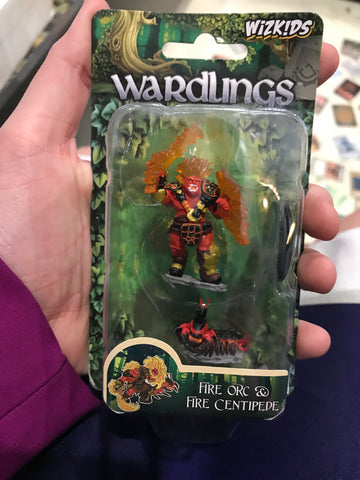 WIZKIDS
WARDLINGS
FIRE ORC &
FIRE CENTIPEDE